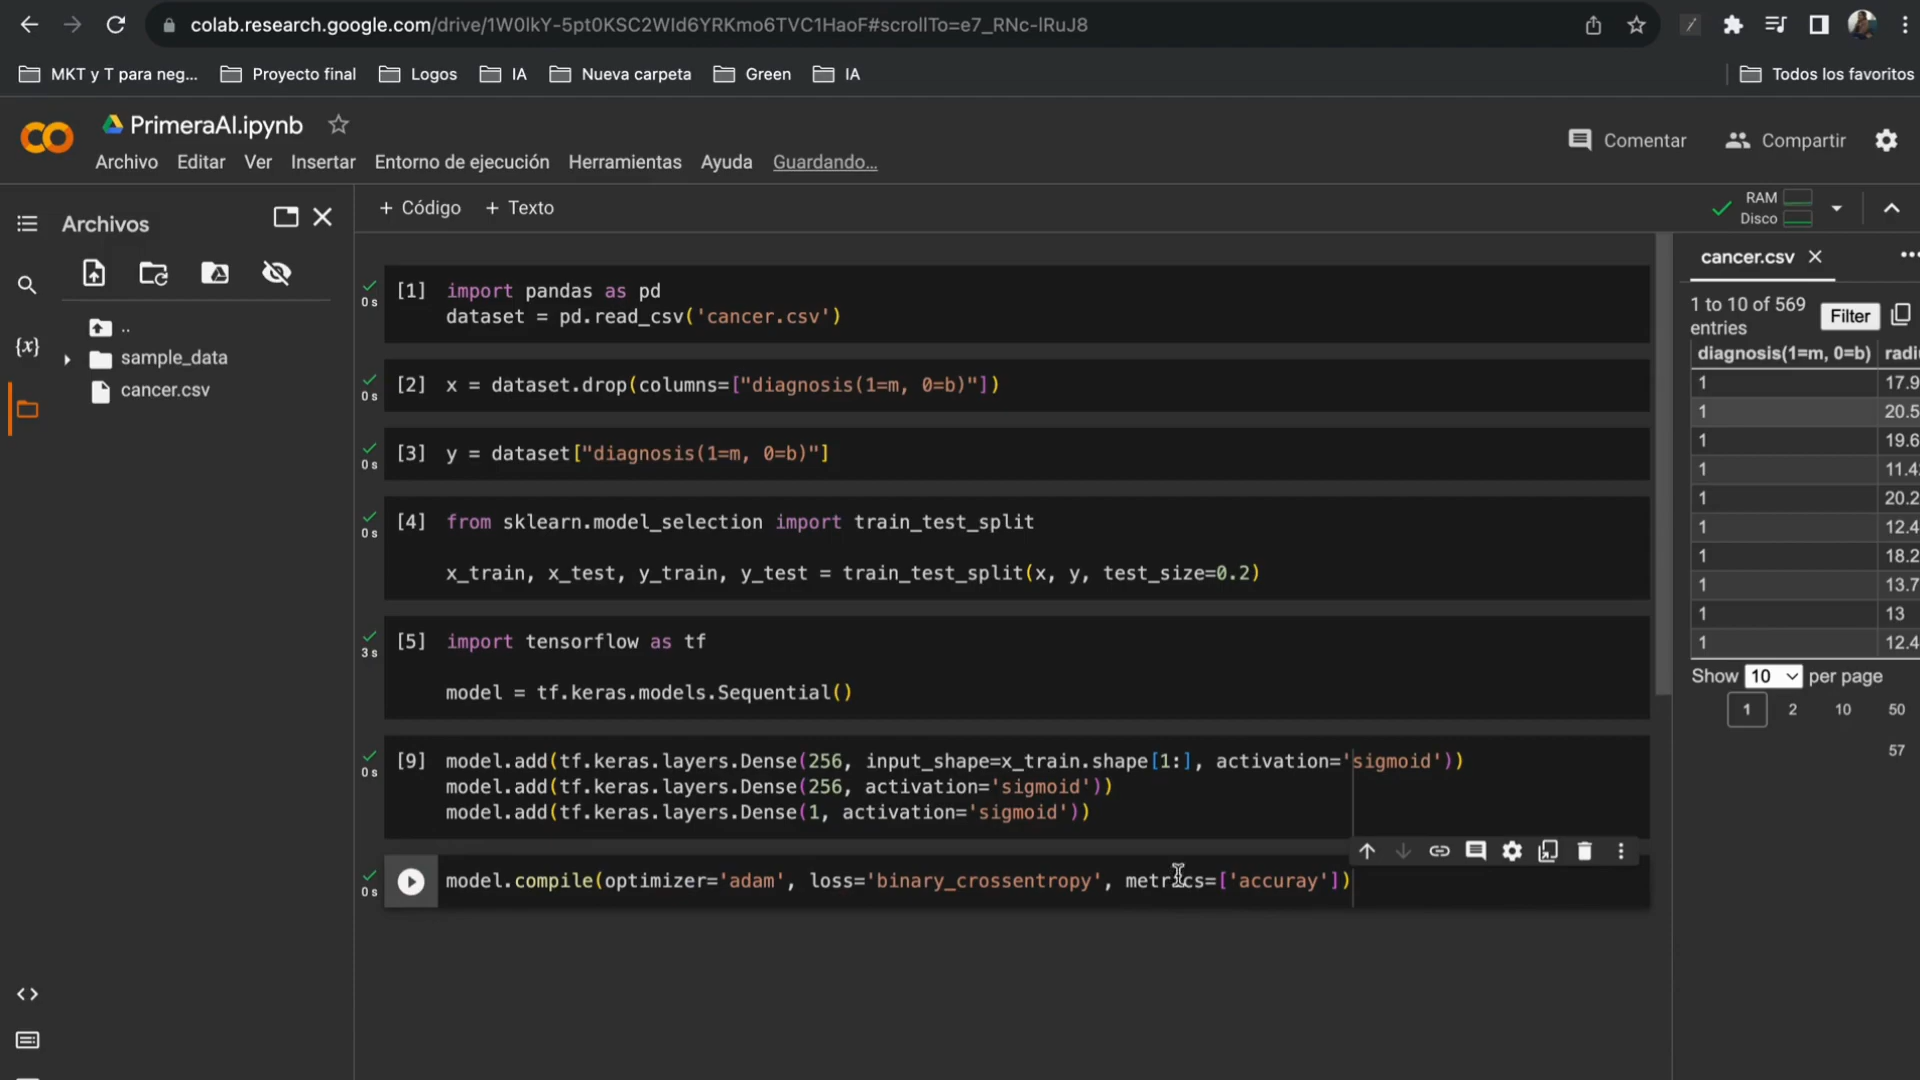 colab.research.google.com/drive/1W0lkY-5pt0KSC2WId6YRKmo6TVC1HaoF#scrollTo=e7_RNc-lRuJ8
MKT y T para neg... Proyecto final Logos IA Nueva carpeta Green IA Todos los favoritos
PrimeraAI.ipynb
Archivo Editar Ver Insertar Entorno de ejecución Herramientas Ayuda Guardando...
Comentar Compartir
Archivos
+ Código + Texto
RAM
Disco
..
sample_data
cancer.csv
0 s
[1] import pandas as pd
dataset = pd.read_csv('cancer.csv')
0 s
[2] x = dataset.drop(columns=["diagnosis(1=m, 0=b)"])
0 s
[3] y = dataset["diagnosis(1=m, 0=b)"]
0 s
[4] from sklearn.model_selection import train_test_split
x_train, x_test, y_train, y_test = train_test_split(x, y, test_size=0.2)
3 s
[5] import tensorflow as tf
model = tf.keras.models.Sequential()
0 s
[9] model.add(tf.keras.layers.Dense(256, input_shape=x_train.shape[1:], activation='sigmoid'))
model.add(tf.keras.layers.Dense(256, activation='sigmoid'))
model.add(tf.keras.layers.Dense(1, activation='sigmoid'))
0 s
model.compile(optimizer='adam', loss='binary_crossentropy', metrics=['accuray'])
cancer.csv
1 to 10 of 569
entries
Filter
diagnosis(1=m, 0=b) radi
1 17.9
1 20.5
1 19.6
1 11.4
1 20.2
1 12.4
1 18.2
1 13.7
1 13
1 12.4
Show 10 per page
1 2 10 50
57